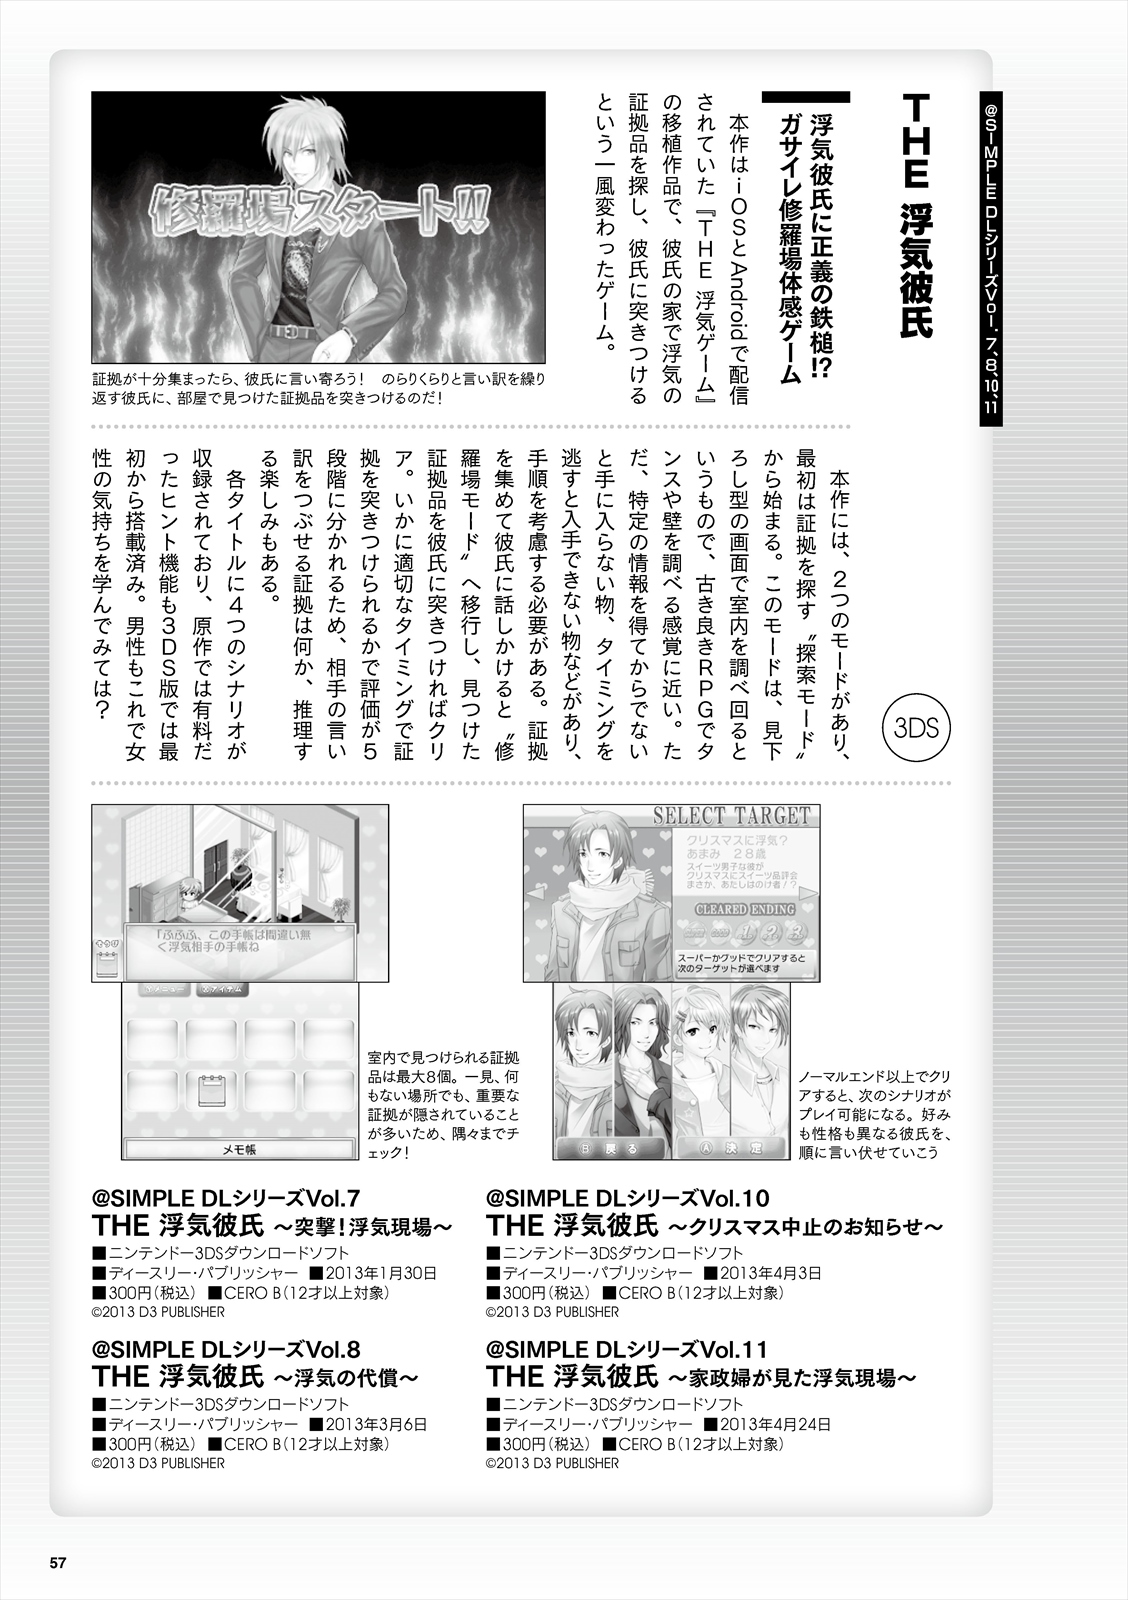 @SIMPLE DLシリーズVol. 7、8、10、11
THE 浮気彼氏
3DS
浮気彼氏に正義の鉄槌!?
ガサイレ修羅場体感ゲーム
本作はiOSとAndroidで配信
されていた『THE 浮気ゲーム』
の移植作品で、彼氏の家で浮気の
証拠品を探し、彼氏に突きつける
という一風変わったゲーム。
修羅場スタート!!
証拠が十分集まったら、彼氏に言い寄ろう！　のらりくらりと言い訳を繰り
返す彼氏に、部屋で見つけた証拠品を突きつけるのだ！
本作には、2つのモードがあり、
最初は証拠を探す〝探索モード〟
から始まる。このモードは、見下
ろし型の画面で室内を調べ回ると
いうもので、古き良きRPGでタ
ンスや壁を調べる感覚に近い。た
だ、特定の情報を得てからでない
と手に入らない物、タイミングを
逃すと入手できない物などがあり、
手順を考慮する必要がある。証拠
を集めて彼氏に話しかけると〝修
羅場モード〟へ移行し、見つけた
証拠品を彼氏に突きつければクリ
ア。いかに適切なタイミングで証
拠を突きつけられるかで評価が5
段階に分かれるため、相手の言い
訳をつぶせる証拠は何か、推理す
る楽しみもある。
各タイトルに4つのシナリオが
収録されており、原作では有料だ
ったヒント機能も3DS版では最
初から搭載済み。男性もこれで女
性の気持ちを学んでみては？
SELECT TARGET
クリスマスに浮気？
あまみ　28歳
スイーツ男子な彼が
クリスマスにスイーツ品評会
まさか、あたしはのけ者！？
CLEARED ENDING
1 2 3
スーパーかグッドでクリアすると
次のターゲットが選べます
B 戻る
A 決定
ノーマルエンド以上でクリ
アすると、次のシナリオが
プレイ可能になる。好み
も性格も異なる彼氏を、
順に言い伏せていこう
「ふふふ、この手帳は間違い無
く浮気相手の手帳ね
Yメニュー
Xアイテム
メモ帳
室内で見つけられる証拠
品は最大8個。一見、何
もない場所でも、重要な
証拠が隠されていること
が多いため、隅々までチ
ェック！
@SIMPLE DLシリーズVol.7
THE 浮気彼氏 〜突撃！浮気現場〜
■ニンテンドー3DSダウンロードソフト
■ディースリー・パブリッシャー ■2013年1月30日
■300円（税込） ■CERO B（12才以上対象）
©2013 D3 PUBLISHER
@SIMPLE DLシリーズVol.8
THE 浮気彼氏 〜浮気の代償〜
■ニンテンドー3DSダウンロードソフト
■ディースリー・パブリッシャー ■2013年3月6日
■300円（税込） ■CERO B（12才以上対象）
©2013 D3 PUBLISHER
@SIMPLE DLシリーズVol.10
THE 浮気彼氏 〜クリスマス中止のお知らせ〜
■ニンテンドー3DSダウンロードソフト
■ディースリー・パブリッシャー ■2013年4月3日
■300円（税込） ■CERO B（12才以上対象）
©2013 D3 PUBLISHER
@SIMPLE DLシリーズVol.11
THE 浮気彼氏 〜家政婦が見た浮気現場〜
■ニンテンドー3DSダウンロードソフト
■ディースリー・パブリッシャー ■2013年4月24日
■300円（税込） ■CERO B（12才以上対象）
©2013 D3 PUBLISHER
57